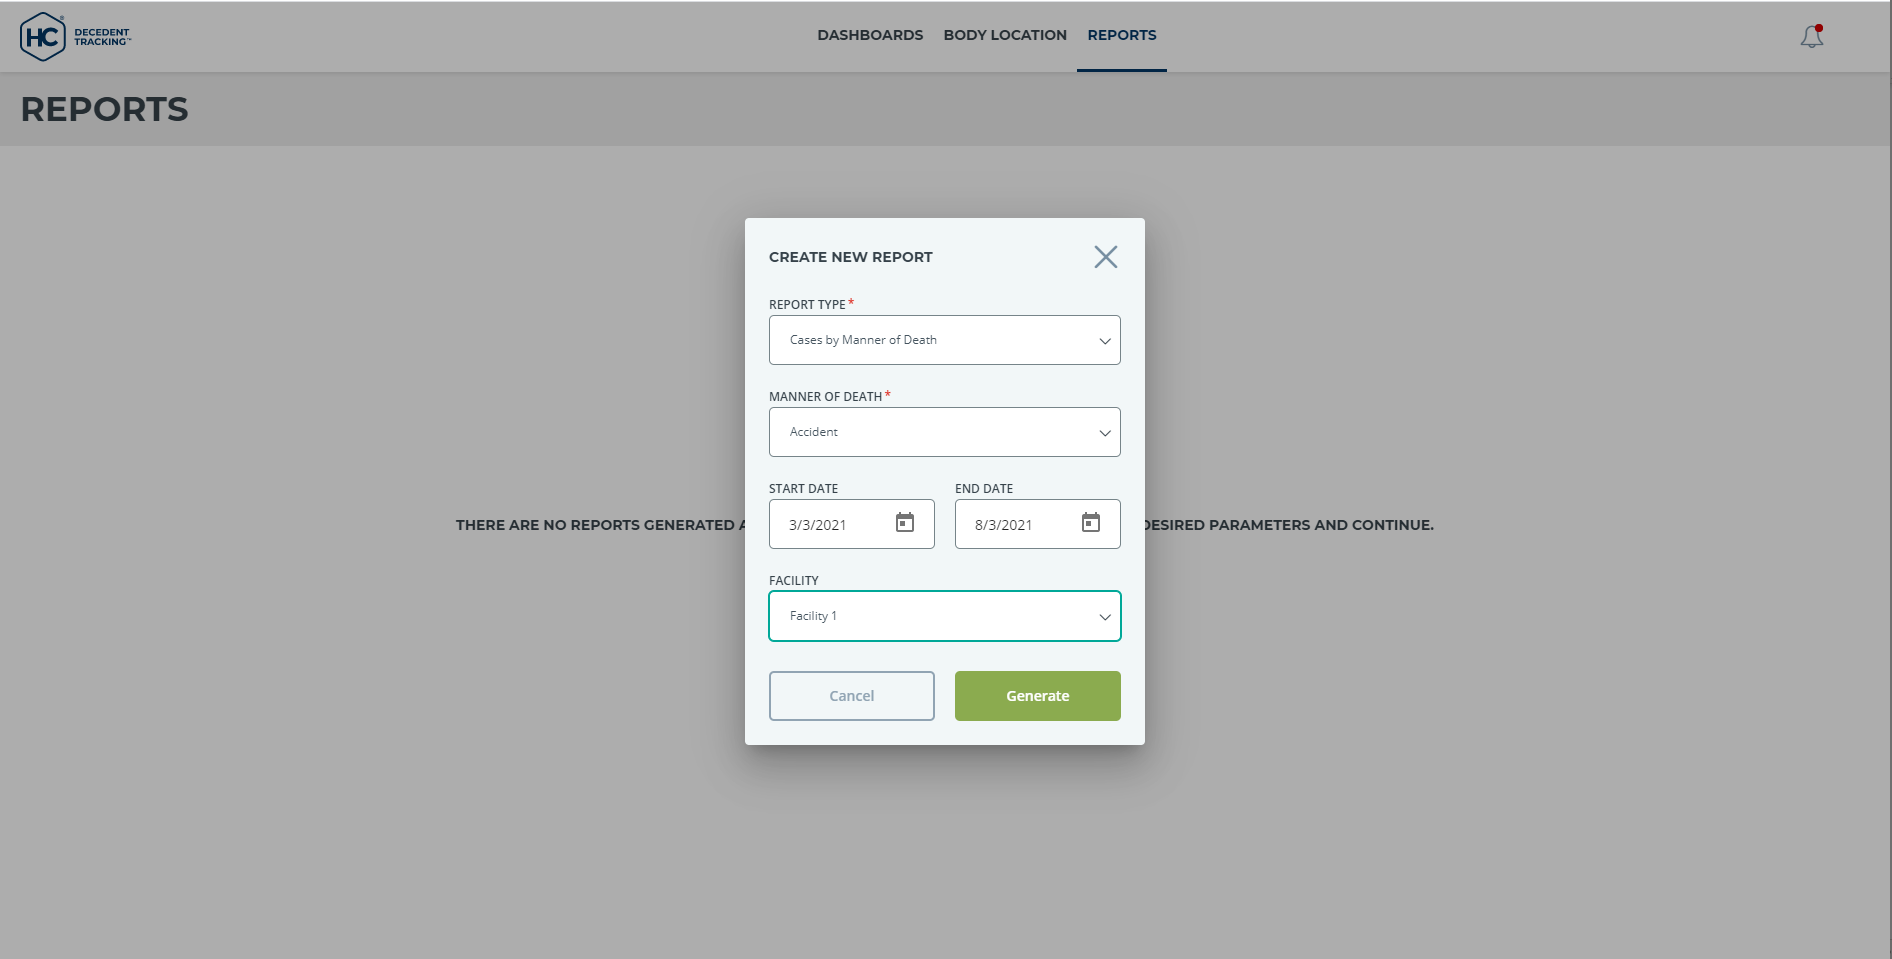 HC®
DECEDENT
TRACKING™
DASHBOARDS BODY LOCATION REPORTS
REPORTS
CREATE NEW REPORT
REPORT TYPE *
Cases by Manner of Death
MANNER OF DEATH *
Accident
START DATE END DATE
THERE ARE NO REPORTS GENERATED 3/3/2021 8/3/2021 DESIRED PARAMETERS AND CONTINUE.
FACILITY
Facility 1
Cancel Generate